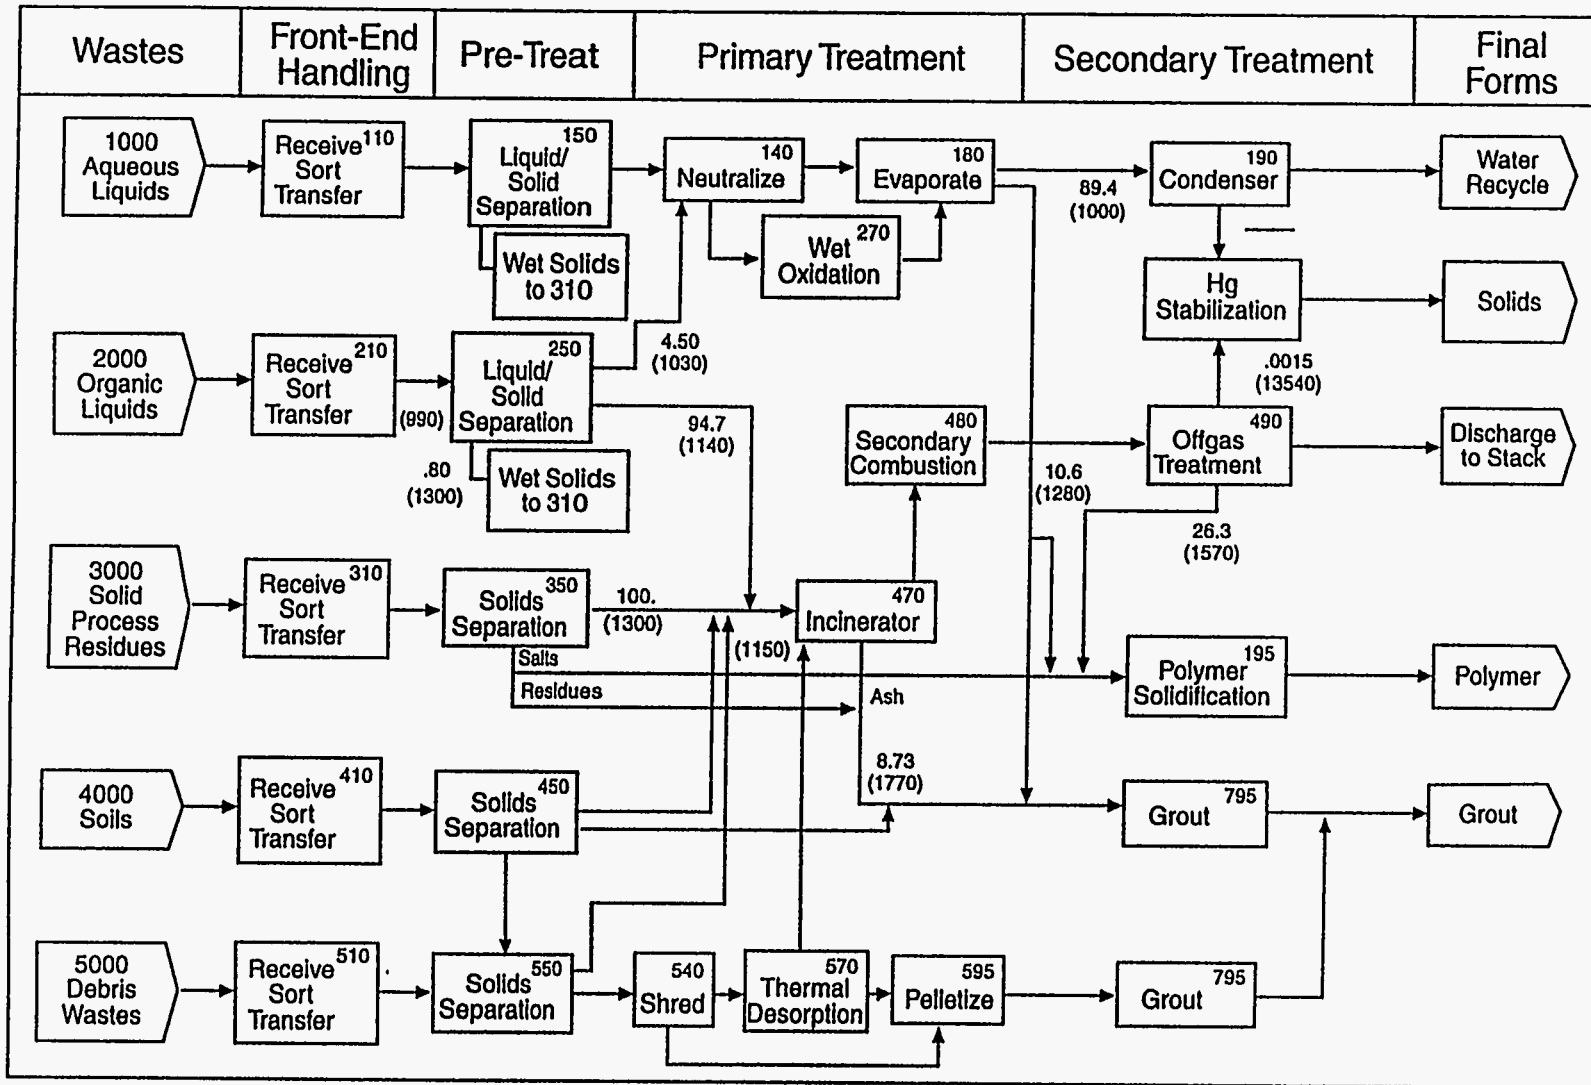 Wastes
Front-End
Handling
Pre-Treat
Primary Treatment
Secondary Treatment
Final
Forms
1000
Aqueous
Liquids
Receive 110
Sort
Transfer
150
Liquid/
Solid
Separation
Wet Solids
to 310
140
Neutralize
180
Evaporate
270
Wet
Oxidation
89.4
(1000)
190
Condenser
Water
Recycle
Hg
Stabilization
Solids
2000
Organic
Liquids
Receive 210
Sort
Transfer
(990)
250
Liquid/
Solid
Separation
4.50
(1030)
94.7
(1140)
.80
(1300)
Wet Solids
to 310
480
Secondary
Combustion
.0015
(13540)
490
Offgas
Treatment
Discharge
to Stack
10.6
(1280)
26.3
(1570)
3000
Solid
Process
Residues
Receive 310
Sort
Transfer
350
Solids
Separation
100.
(1300)
(1150)
Salts
Residues
470
Incinerator
Ash
195
Polymer
Solidification
Polymer
4000
Soils
Receive 410
Sort
Transfer
450
Solids
Separation
8.73
(1770)
795
Grout
Grout
5000
Debris
Wastes
Receive 510
Sort
Transfer
550
Solids
Separation
540
Shred
570
Thermal
Desorption
595
Pelletize
795
Grout